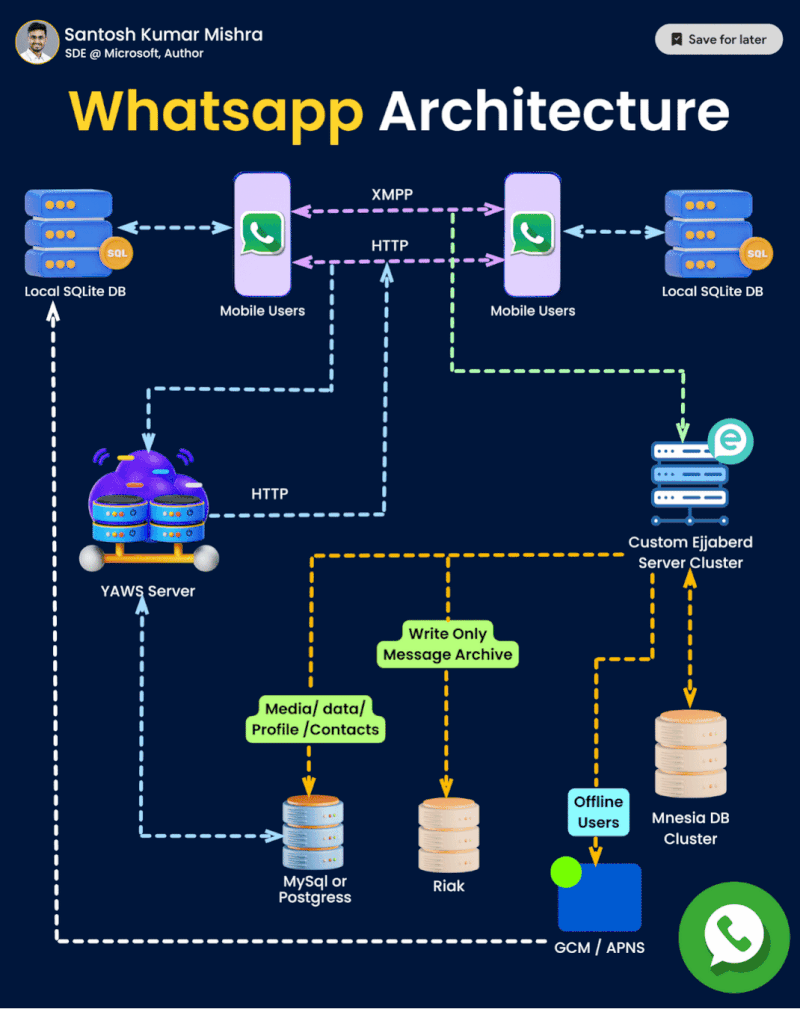 Santosh Kumar Mishra
SDE @ Microsoft, Author
Save for later
Whatsapp Architecture
XMPP
HTTP
SQL
SQL
Local SQLite DB
Mobile Users
Mobile Users
Local SQLite DB
HTTP
Custom Ejjaberd
Server Cluster
YAWS Server
Write Only
Message Archive
Media/ data/
Profile /Contacts
Offline
Users
Mnesia DB
Cluster
MySql or
Postgress
Riak
GCM / APNS